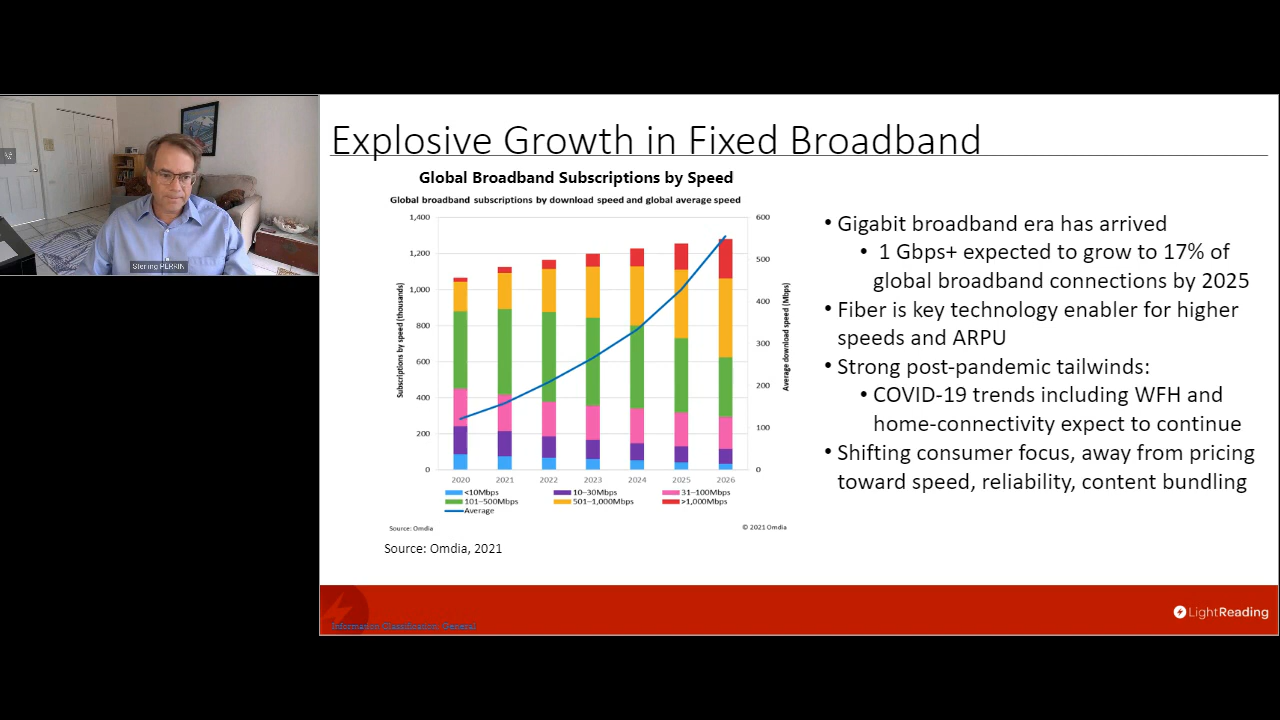 Explosive Growth in Fixed Broadband
Global Broadband Subscriptions by Speed
Global broadband subscriptions by download speed and global average speed
Subscriptions by speed (thousands)
1,400
1,200
1,000
800
600
400
200
0
600
500
400
300
200
100
0
Average download speed (Mbps)
2020 2021 2022 2023 2024 2025 2026
<10Mbps 10–30Mbps 31–100Mbps
101–500Mbps 501–1,000Mbps >1,000Mbps
Average
Source: Omdia © 2021 Omdia
Source: Omdia, 2021
• Gigabit broadband era has arrived
• 1 Gbps+ expected to grow to 17% of
global broadband connections by 2025
• Fiber is key technology enabler for higher
speeds and ARPU
• Strong post-pandemic tailwinds:
• COVID-19 trends including WFH and
home-connectivity expect to continue
• Shifting consumer focus, away from pricing
toward speed, reliability, content bundling
Sterling PERRIN
Information Classification: General
LightReading